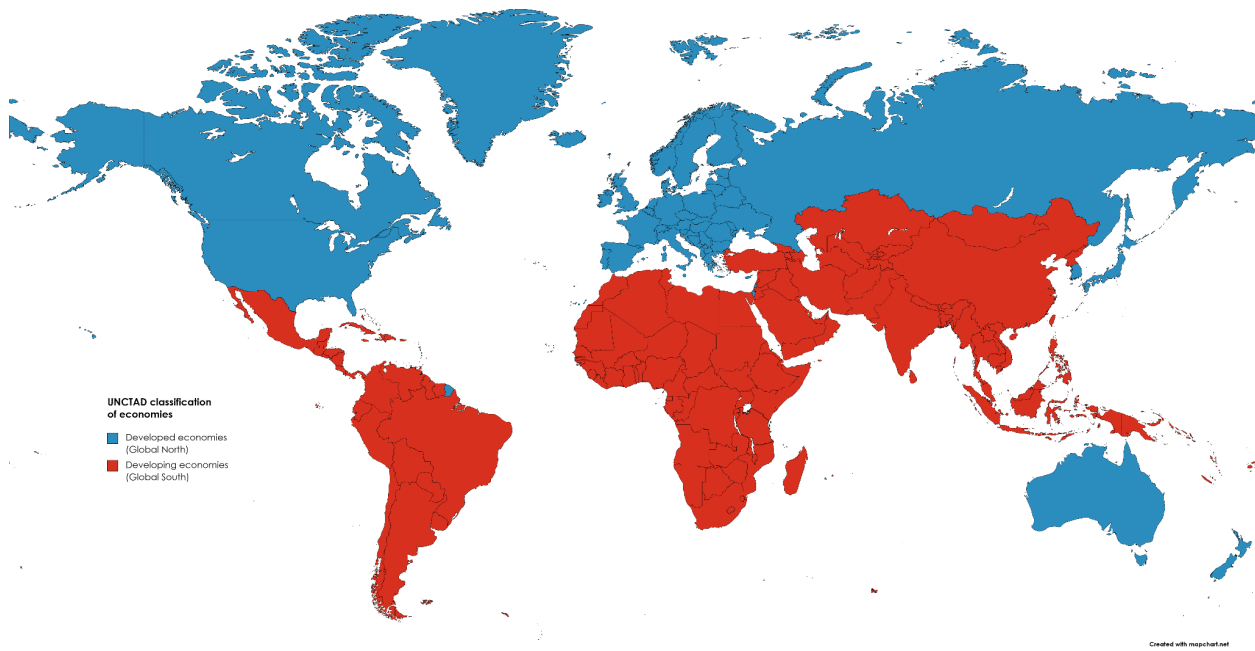 UNCTAD classification
of economies
Developed economies
(Global North)
Developing economies
(Global South)
Created with mapchart.net